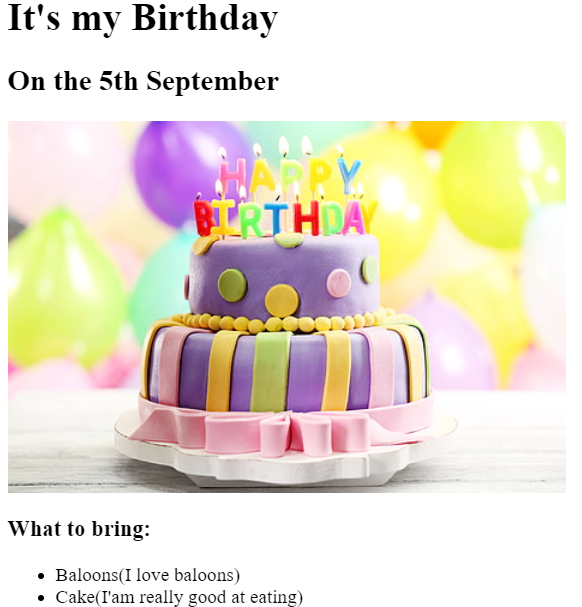 It's my Birthday
On the 5th September
HAPPY
BIRTHDAY
What to bring:
Baloons(I love baloons)
Cake(I'am really good at eating)